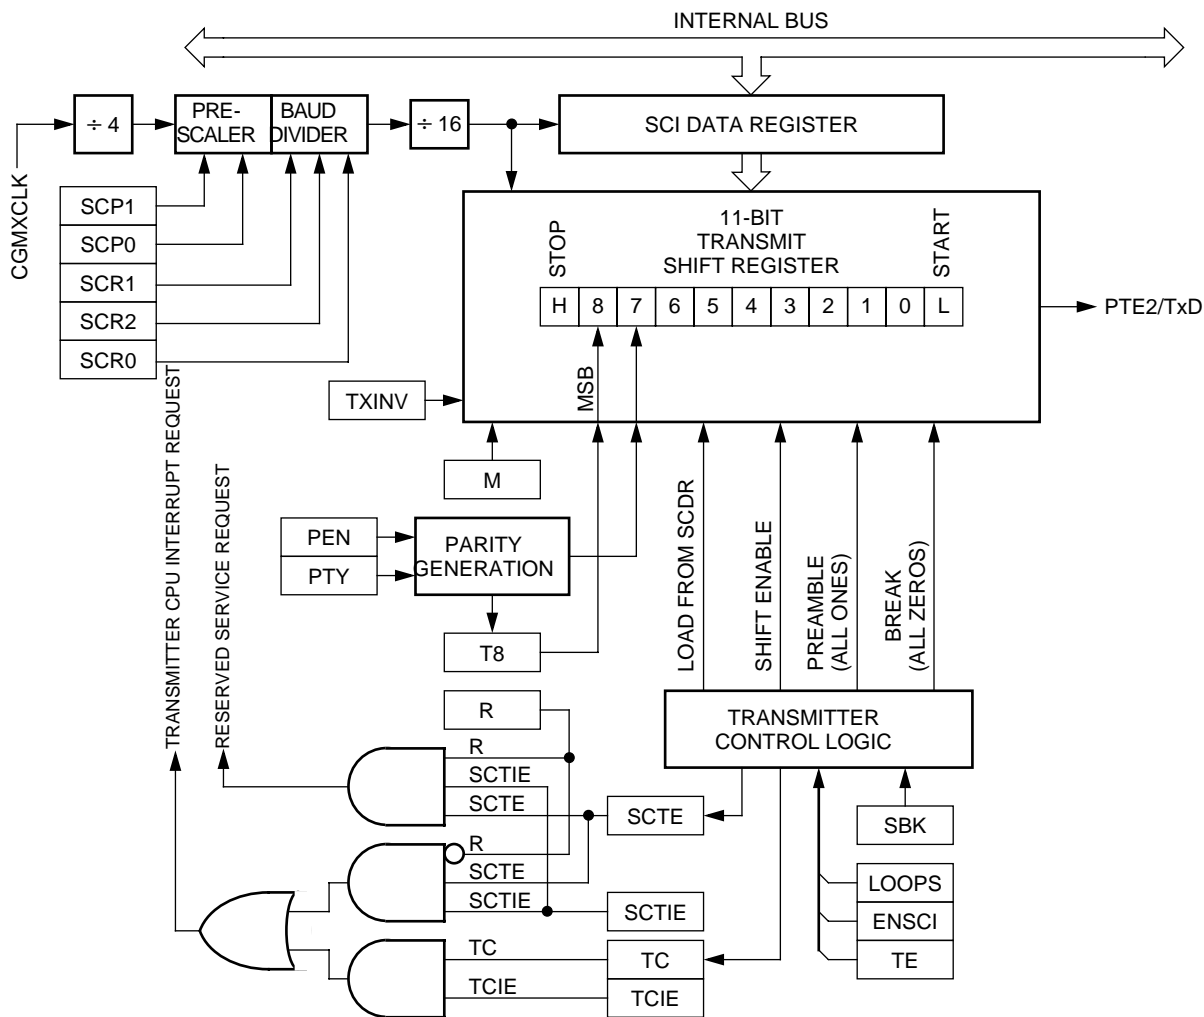 INTERNAL BUS
÷ 4
PRE-
SCALER
BAUD
DIVIDER
÷ 16
SCI DATA REGISTER
CGMXCLK
SCP1
SCP0
SCR1
SCR2
SCR0
11-BIT
TRANSMIT
SHIFT REGISTER
STOP
START
H 8 7 6 5 4 3 2 1 0 L
PTE2/TxD
MSB
TXINV
M
TRANSMITTER CPU INTERRUPT REQUEST
RESERVED SERVICE REQUEST
PEN
PTY
PARITY
GENERATION
T8
LOAD FROM SCDR
SHIFT ENABLE
PREAMBLE
(ALL ONES)
BREAK
(ALL ZEROS)
R
TRANSMITTER
CONTROL LOGIC
R
SCTIE
SCTE
SCTE
SBK
R
SCTE
SCTIE
SCTIE
LOOPS
ENSCI
TE
TC
TC
TCIE
TCIE